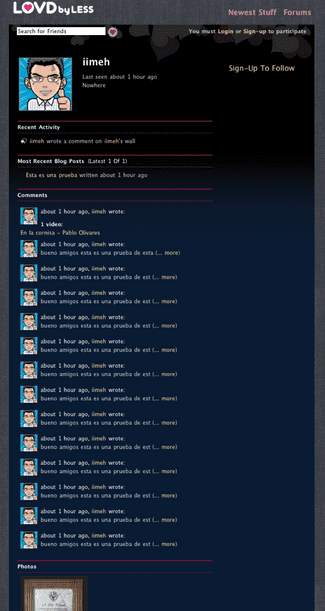 LOVD by LESS
Newest Stuff Forums
Search for Friends
You must Login or Sign-up to participate
iimeh
Last seen about 1 hour ago
Nowhere
Sign-Up To Follow
Recent Activity
iimeh wrote a comment on iimeh's wall
Most Recent Blog Posts (Latest 1 Of 1)
Esta es una prueba written about 1 hour ago
Comments
about 1 hour ago, iimeh wrote:
1 video:
En la cornisa - Pablo Olivares
about 1 hour ago, iimeh wrote:
bueno amigos esta es una prueba de esta (... more)
about 1 hour ago, iimeh wrote:
bueno amigos esta es una prueba de est (... more)
about 1 hour ago, iimeh wrote:
bueno amigos esta es una prueba de est (... more)
about 1 hour ago, iimeh wrote:
bueno amigos esta es una prueba de est (... more)
about 1 hour ago, iimeh wrote:
bueno amigos esta es una prueba de est (... more)
about 1 hour ago, iimeh wrote:
bueno amigos esta es una prueba de est (... more)
about 1 hour ago, iimeh wrote:
bueno amigos esta es una prueba de est (... more)
about 1 hour ago, iimeh wrote:
bueno amigos esta es una prueba de est (... more)
about 1 hour ago, iimeh wrote:
bueno amigos esta es una prueba de est (... more)
about 1 hour ago, iimeh wrote:
bueno amigos esta es una prueba de est (... more)
about 1 hour ago, iimeh wrote:
bueno amigos esta es una prueba de est (... more)
about 1 hour ago, iimeh wrote:
bueno amigos esta es una prueba de est (... more)
about 1 hour ago, iimeh wrote:
bueno amigos esta es una prueba de est (... more)
Photos